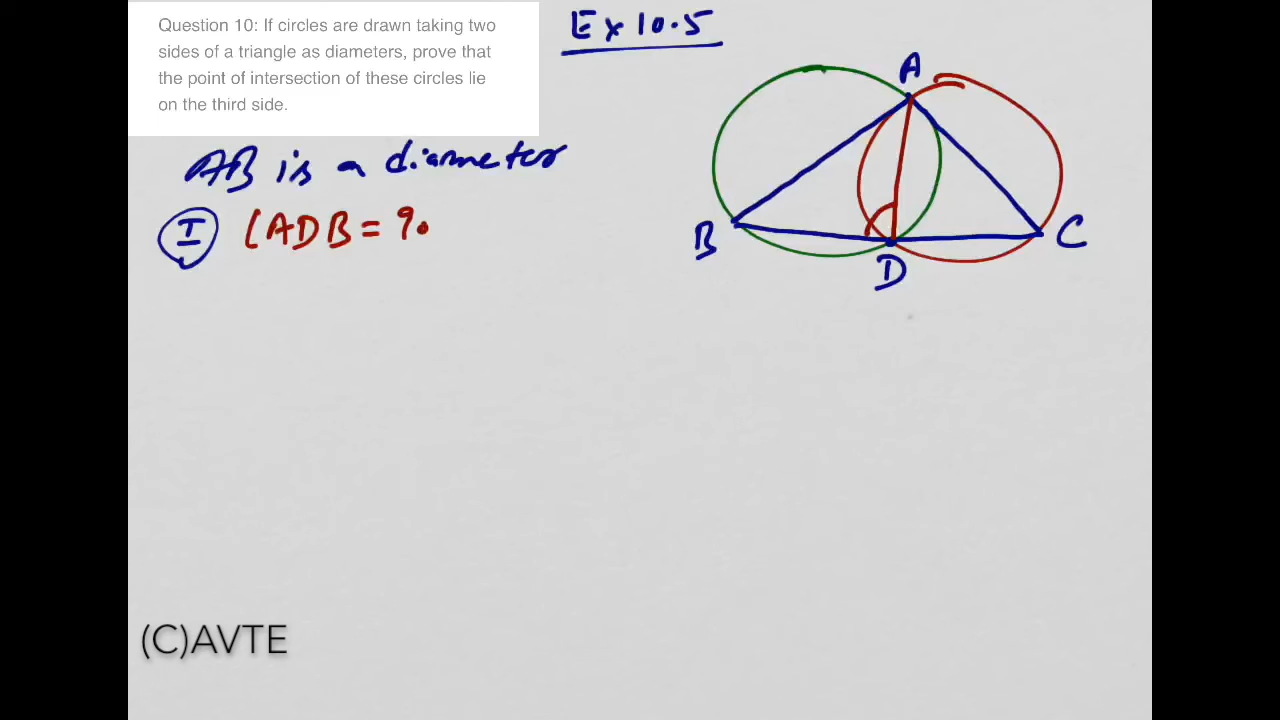 Question 10: If circles are drawn taking two
sides of a triangle as diameters, prove that
the point of intersection of these circles lie
on the third side.
Ex 10.5
AB is a diameter
I ∠ADB = 90
A
B
C
D
(C)AVTE